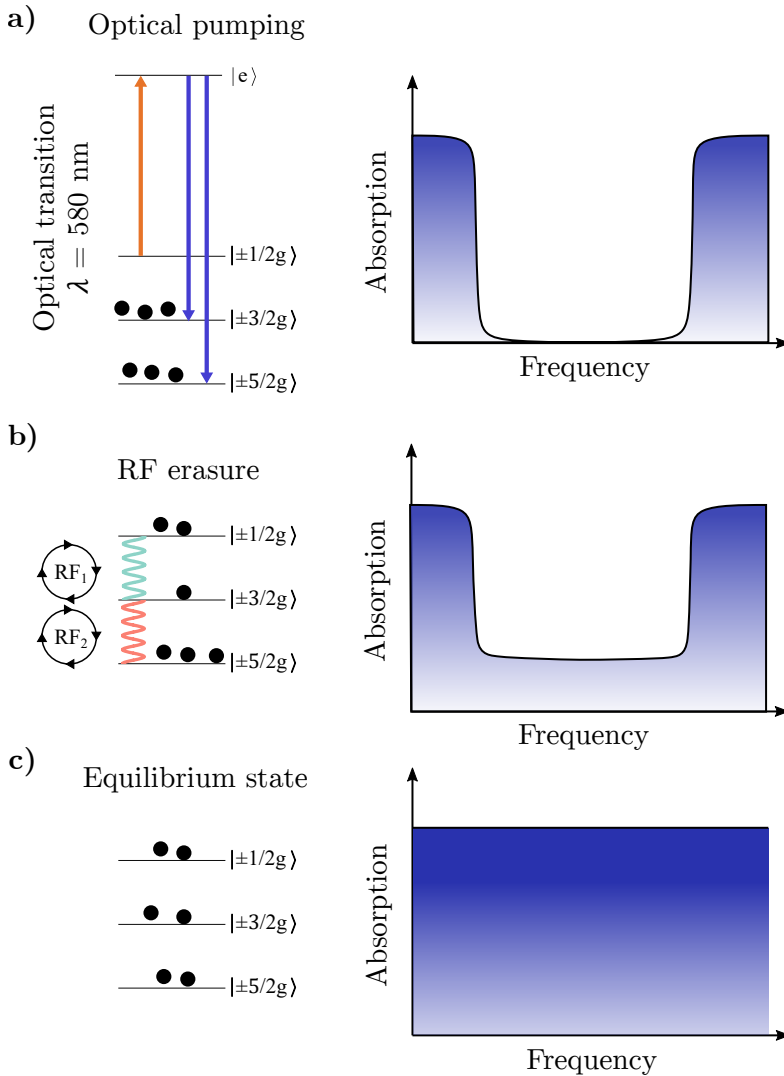 a)
Optical pumping
Optical transition
λ = 580 nm
|e⟩
|±1/2g⟩
|±3/2g⟩
|±5/2g⟩
Absorption
Frequency
b)
RF erasure
RF₁
RF₂
|±1/2g⟩
|±3/2g⟩
|±5/2g⟩
Absorption
Frequency
c)
Equilibrium state
|±1/2g⟩
|±3/2g⟩
|±5/2g⟩
Absorption
Frequency